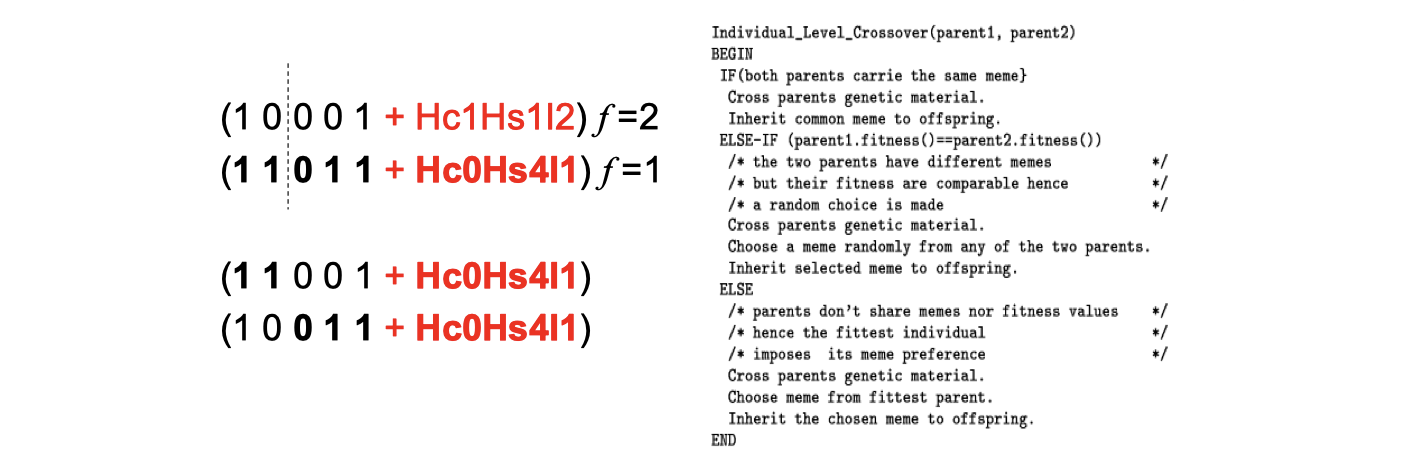 (1 0 0 0 1 + Hc1Hs1I2) f=2
(1 1 0 1 1 + Hc0Hs4I1) f=1
(1 1 0 0 1 + Hc0Hs4I1)
(1 0 0 1 1 + Hc0Hs4I1)
Individual_Level_Crossover(parent1, parent2)
BEGIN
IF(both parents carrie the same meme}
Cross parents genetic material.
Inherit common meme to offspring.
ELSE-IF (parent1.fitness()==parent2.fitness())
/* the two parents have different memes */
/* but their fitness are comparable hence */
/* a random choice is made */
Cross parents genetic material.
Choose a meme randomly from any of the two parents.
Inherit selected meme to offspring.
ELSE
/* parents don't share memes nor fitness values */
/* hence the fittest individual */
/* imposes its meme preference */
Cross parents genetic material.
Choose meme from fittest parent.
Inherit the chosen meme to offspring.
END